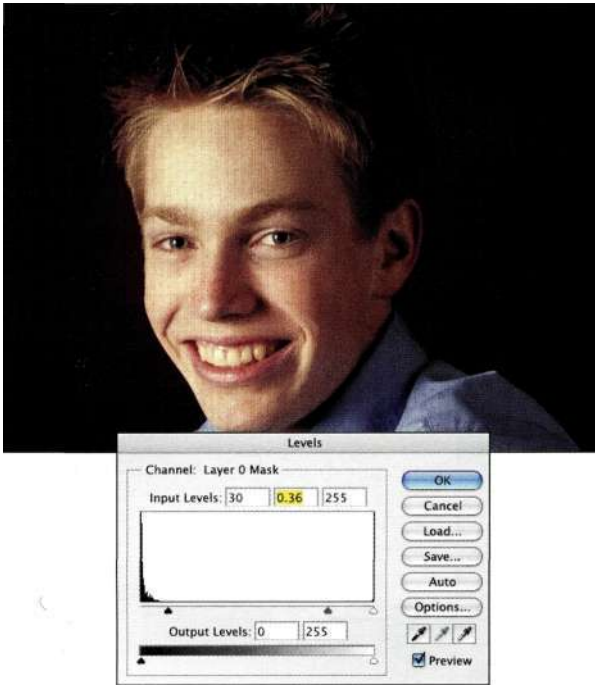 Levels
Channel: Layer 0 Mask
Input Levels: 30 0.36 255
Output Levels: 0 255
OK
Cancel
Load...
Save...
Auto
Options...
Preview